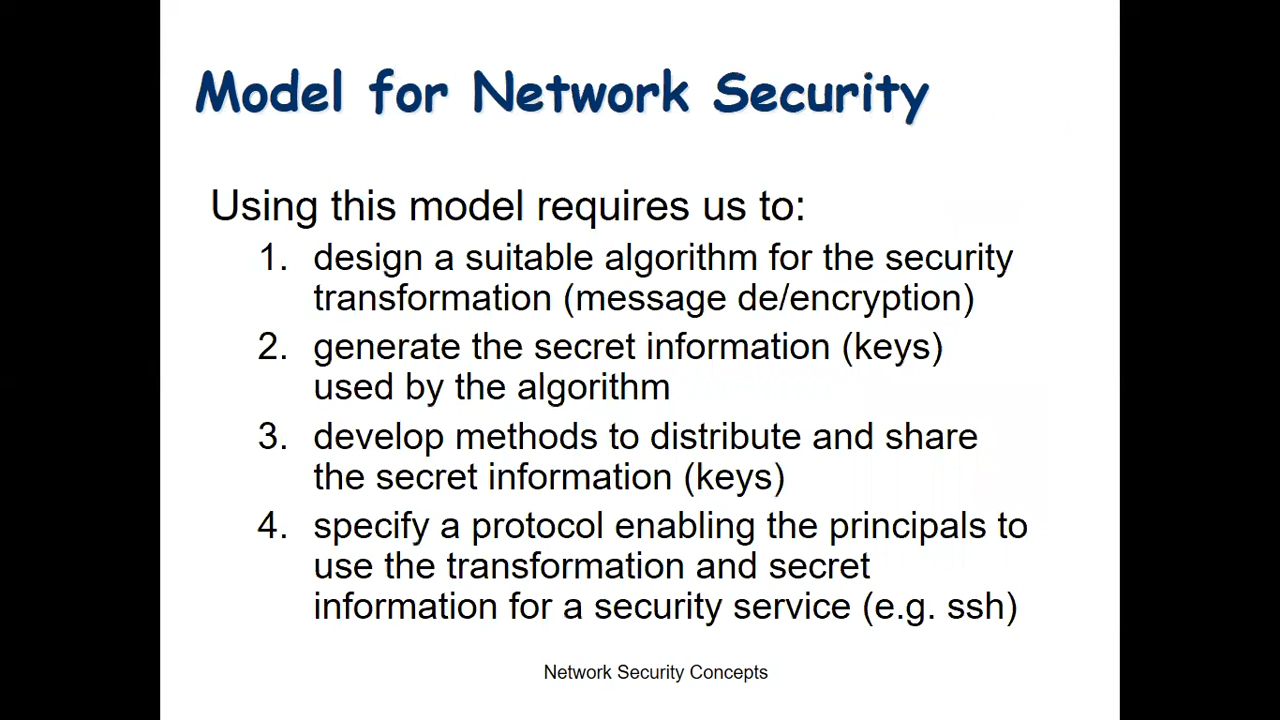 Model for Network Security
Using this model requires us to:
1. design a suitable algorithm for the security
transformation (message de/encryption)
2. generate the secret information (keys)
used by the algorithm
3. develop methods to distribute and share
the secret information (keys)
4. specify a protocol enabling the principals to
use the transformation and secret
information for a security service (e.g. ssh)
Network Security Concepts